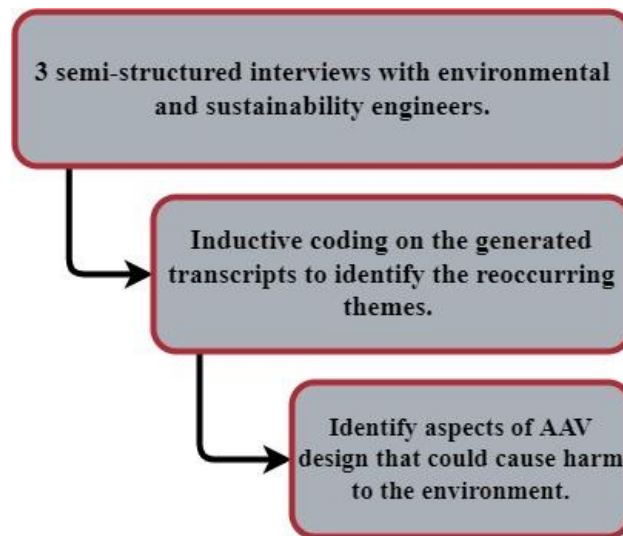 3 semi-structured interviews with environmental
and sustainability engineers.
Inductive coding on the generated
transcripts to identify the reoccurring
themes.
Identify aspects of AAV
design that could cause harm
to the environment.